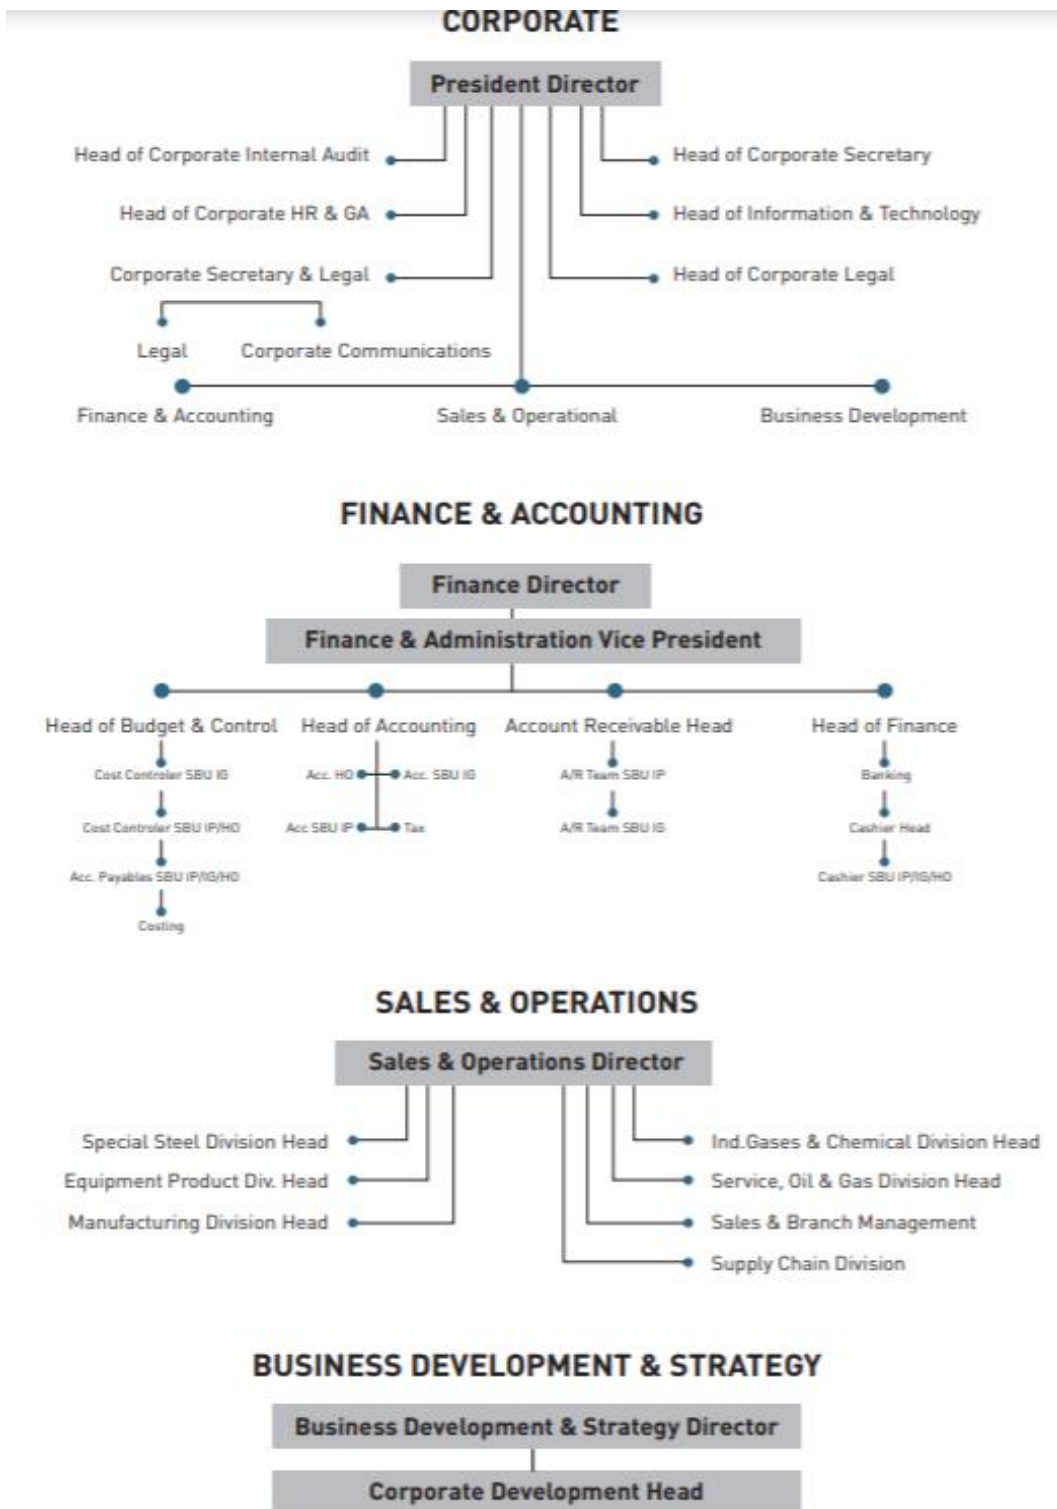 CORPORATE
President Director
Head of Corporate Internal Audit
Head of Corporate Secretary
Head of Corporate HR & GA
Head of Information & Technology
Corporate Secretary & Legal
Head of Corporate Legal
Legal
Corporate Communications
Finance & Accounting
Sales & Operational
Business Development
FINANCE & ACCOUNTING
Finance Director
Finance & Administration Vice President
Head of Budget & Control
Head of Accounting
Account Receivable Head
Head of Finance
Cost Controler SBU IG
Acc. HO
Acc. SBU IG
A/R Team SBU IP
Banking
Cost Controler SBU IP/HO
Acc SBU IP
Tax
A/R Team SBU IG
Cashier Head
Acc. Payables SBU IP/IG/HO
Cashier SBU IP/IG/HO
Costing
SALES & OPERATIONS
Sales & Operations Director
Special Steel Division Head
Ind.Gases & Chemical Division Head
Equipment Product Div. Head
Service, Oil & Gas Division Head
Manufacturing Division Head
Sales & Branch Management
Supply Chain Division
BUSINESS DEVELOPMENT & STRATEGY
Business Development & Strategy Director
Corporate Development Head